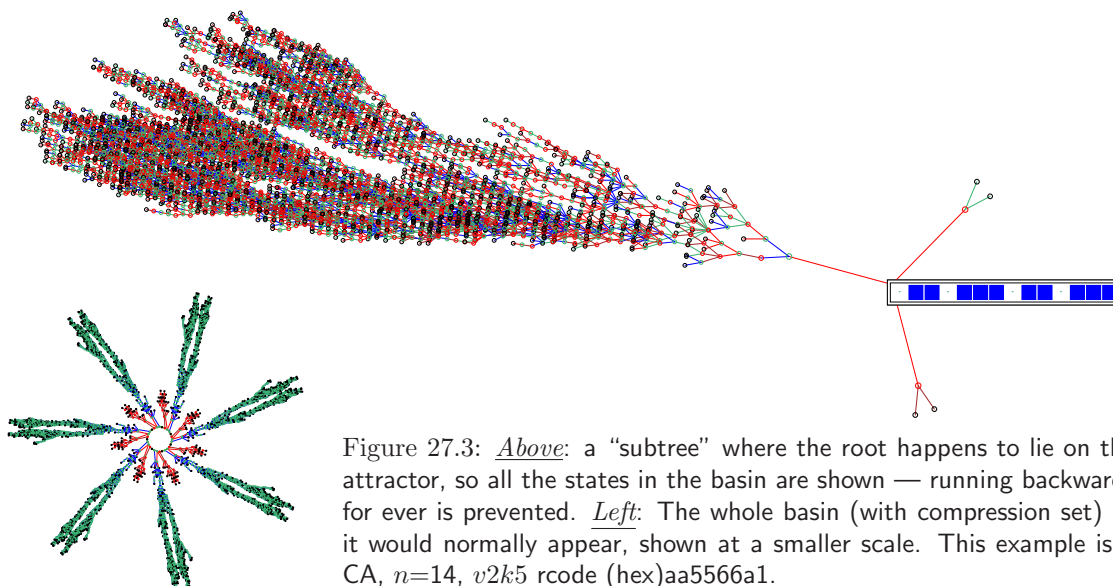 Figure 27.3: Above: a “subtree” where the root happens to lie on th
attractor, so all the states in the basin are shown — running backward
for ever is prevented. Left: The whole basin (with compression set)
it would normally appear, shown at a smaller scale. This example is
CA, n=14, v2k5 rcode (hex)aa5566a1.